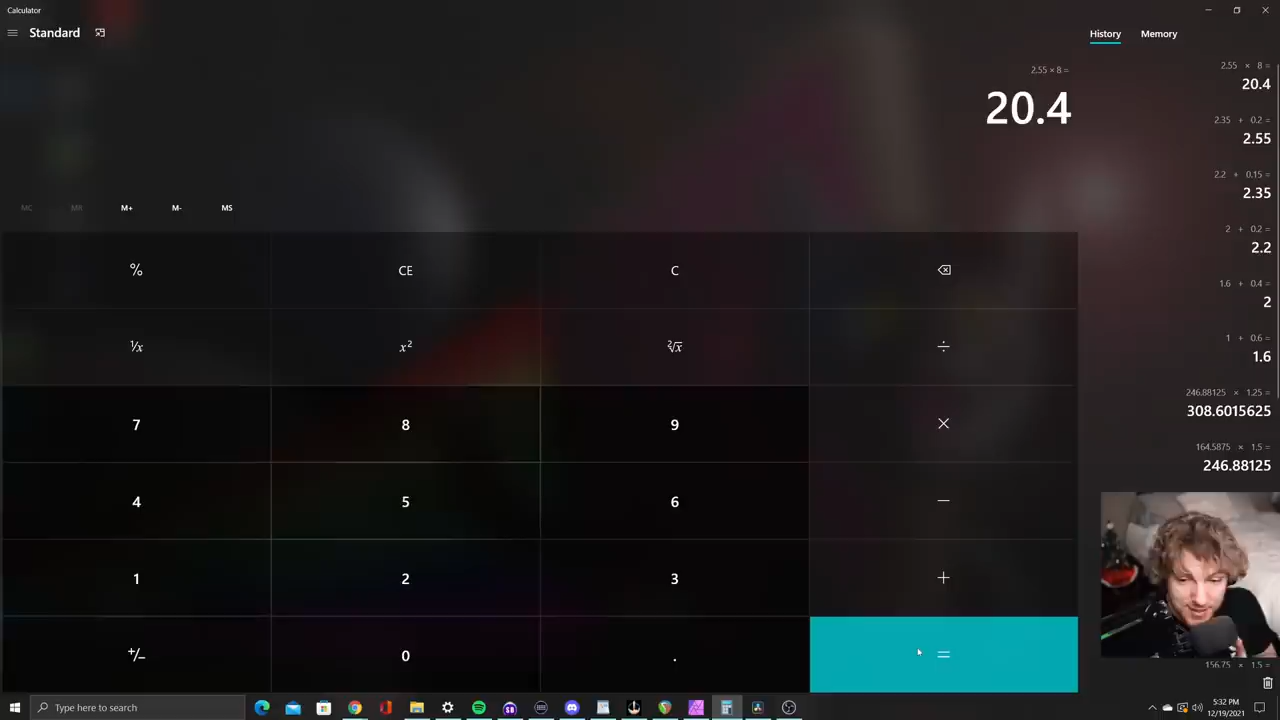 Calculator
Standard
History
Memory
2.55 × 8 =
20.4
2.55 × 8 =
20.4
2.35 + 0.2 =
2.55
2.2 + 0.15 =
2.35
2 + 0.2 =
2.2
1.6 + 0.4 =
2
1 + 0.6 =
1.6
246.88125 × 1.25 =
308.6015625
164.5875 × 1.5 =
246.88125
156.75 × 1.5 =
MC MR M+ M- MS
% CE C
⅟x x² ²√x ÷
7 8 9 ×
4 5 6 −
1 2 3 +
+/− 0 . =
Type here to search
5:32 PM
12/19/2021